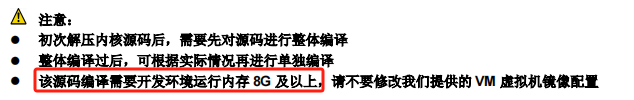 注意：
● 初次解压内核源码后，需要先对源码进行整体编译
● 整体编译过后，可根据实际情况再进行单独编译
● 该源码编译需要开发环境运行内存 8G 及以上，请不要修改我们提供的 VM 虚拟机镜像配置